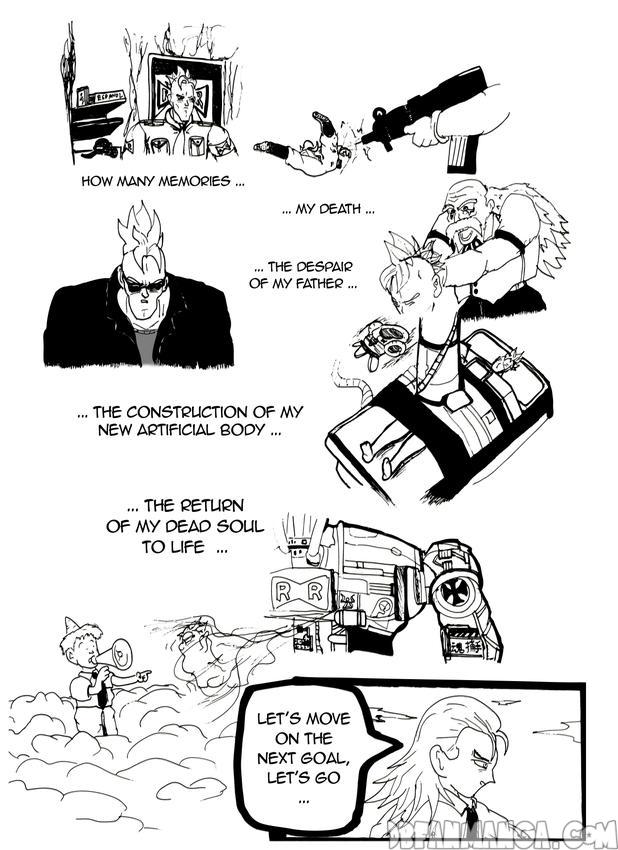 HOW MANY MEMORIES ...
... MY DEATH ...
... THE DESPAIR
OF MY FATHER ...
... THE CONSTRUCTION OF MY
NEW ARTIFICIAL BODY ...
... THE RETURN
OF MY DEAD SOUL
TO LIFE ...
R R
LET'S MOVE
ON THE
NEXT GOAL,
LET'S GO
...
DBFANMANGA.COM